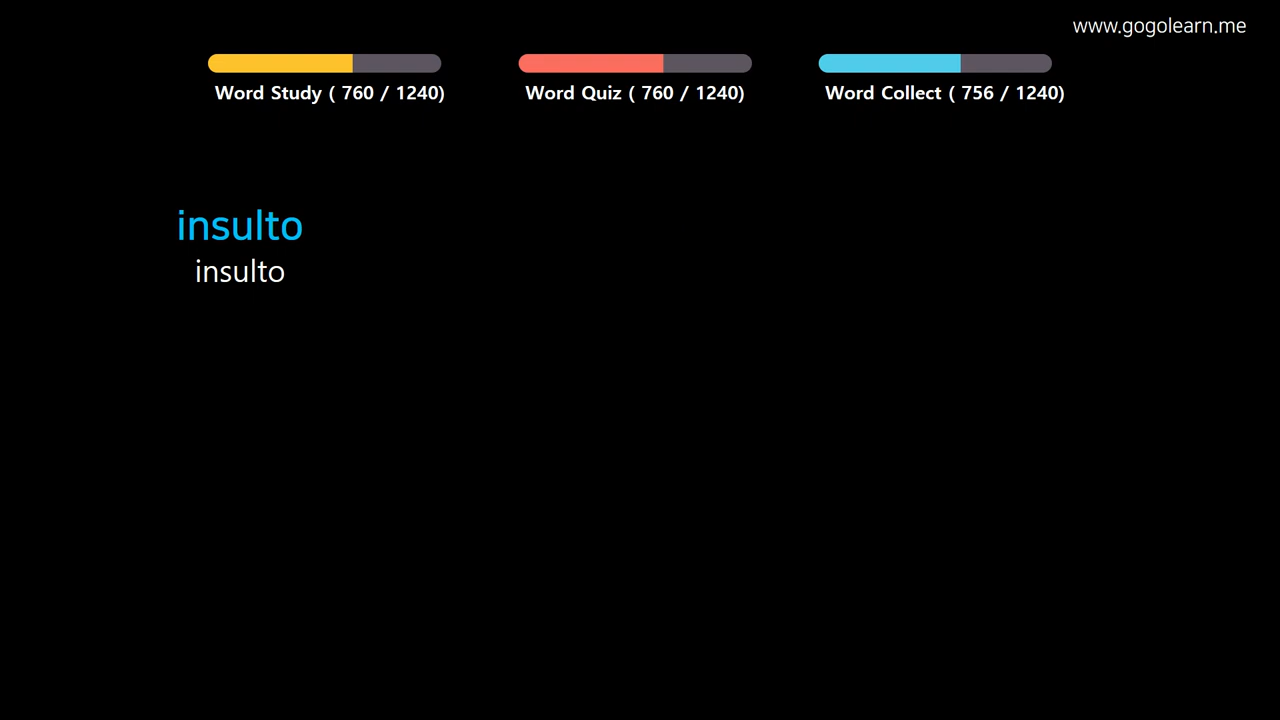 www.gogolearn.me
Word Study ( 760 / 1240)
Word Quiz ( 760 / 1240)
Word Collect ( 756 / 1240)
insulto
insulto